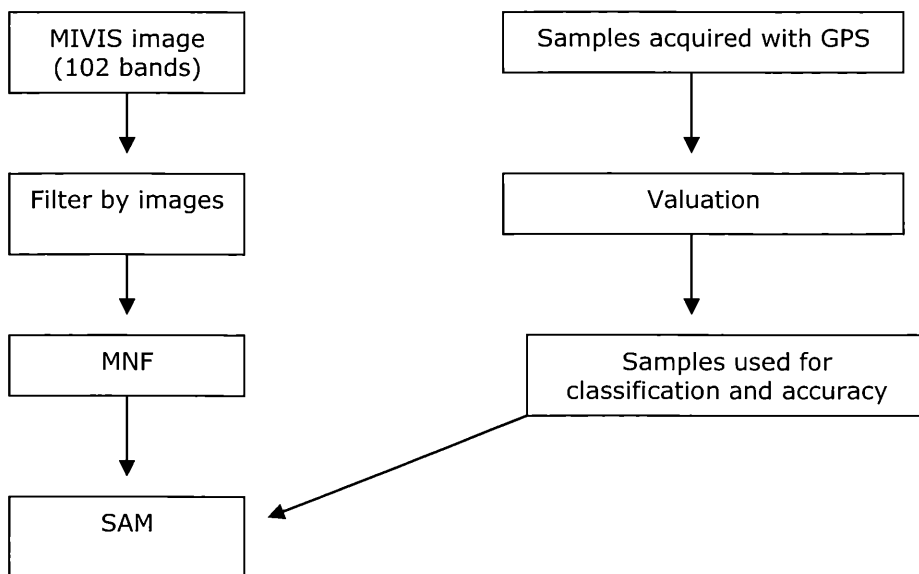 MIVIS image
(102 bands)
Filter by images
MNF
SAM
Samples acquired with GPS
Valuation
Samples used for
classification and accuracy